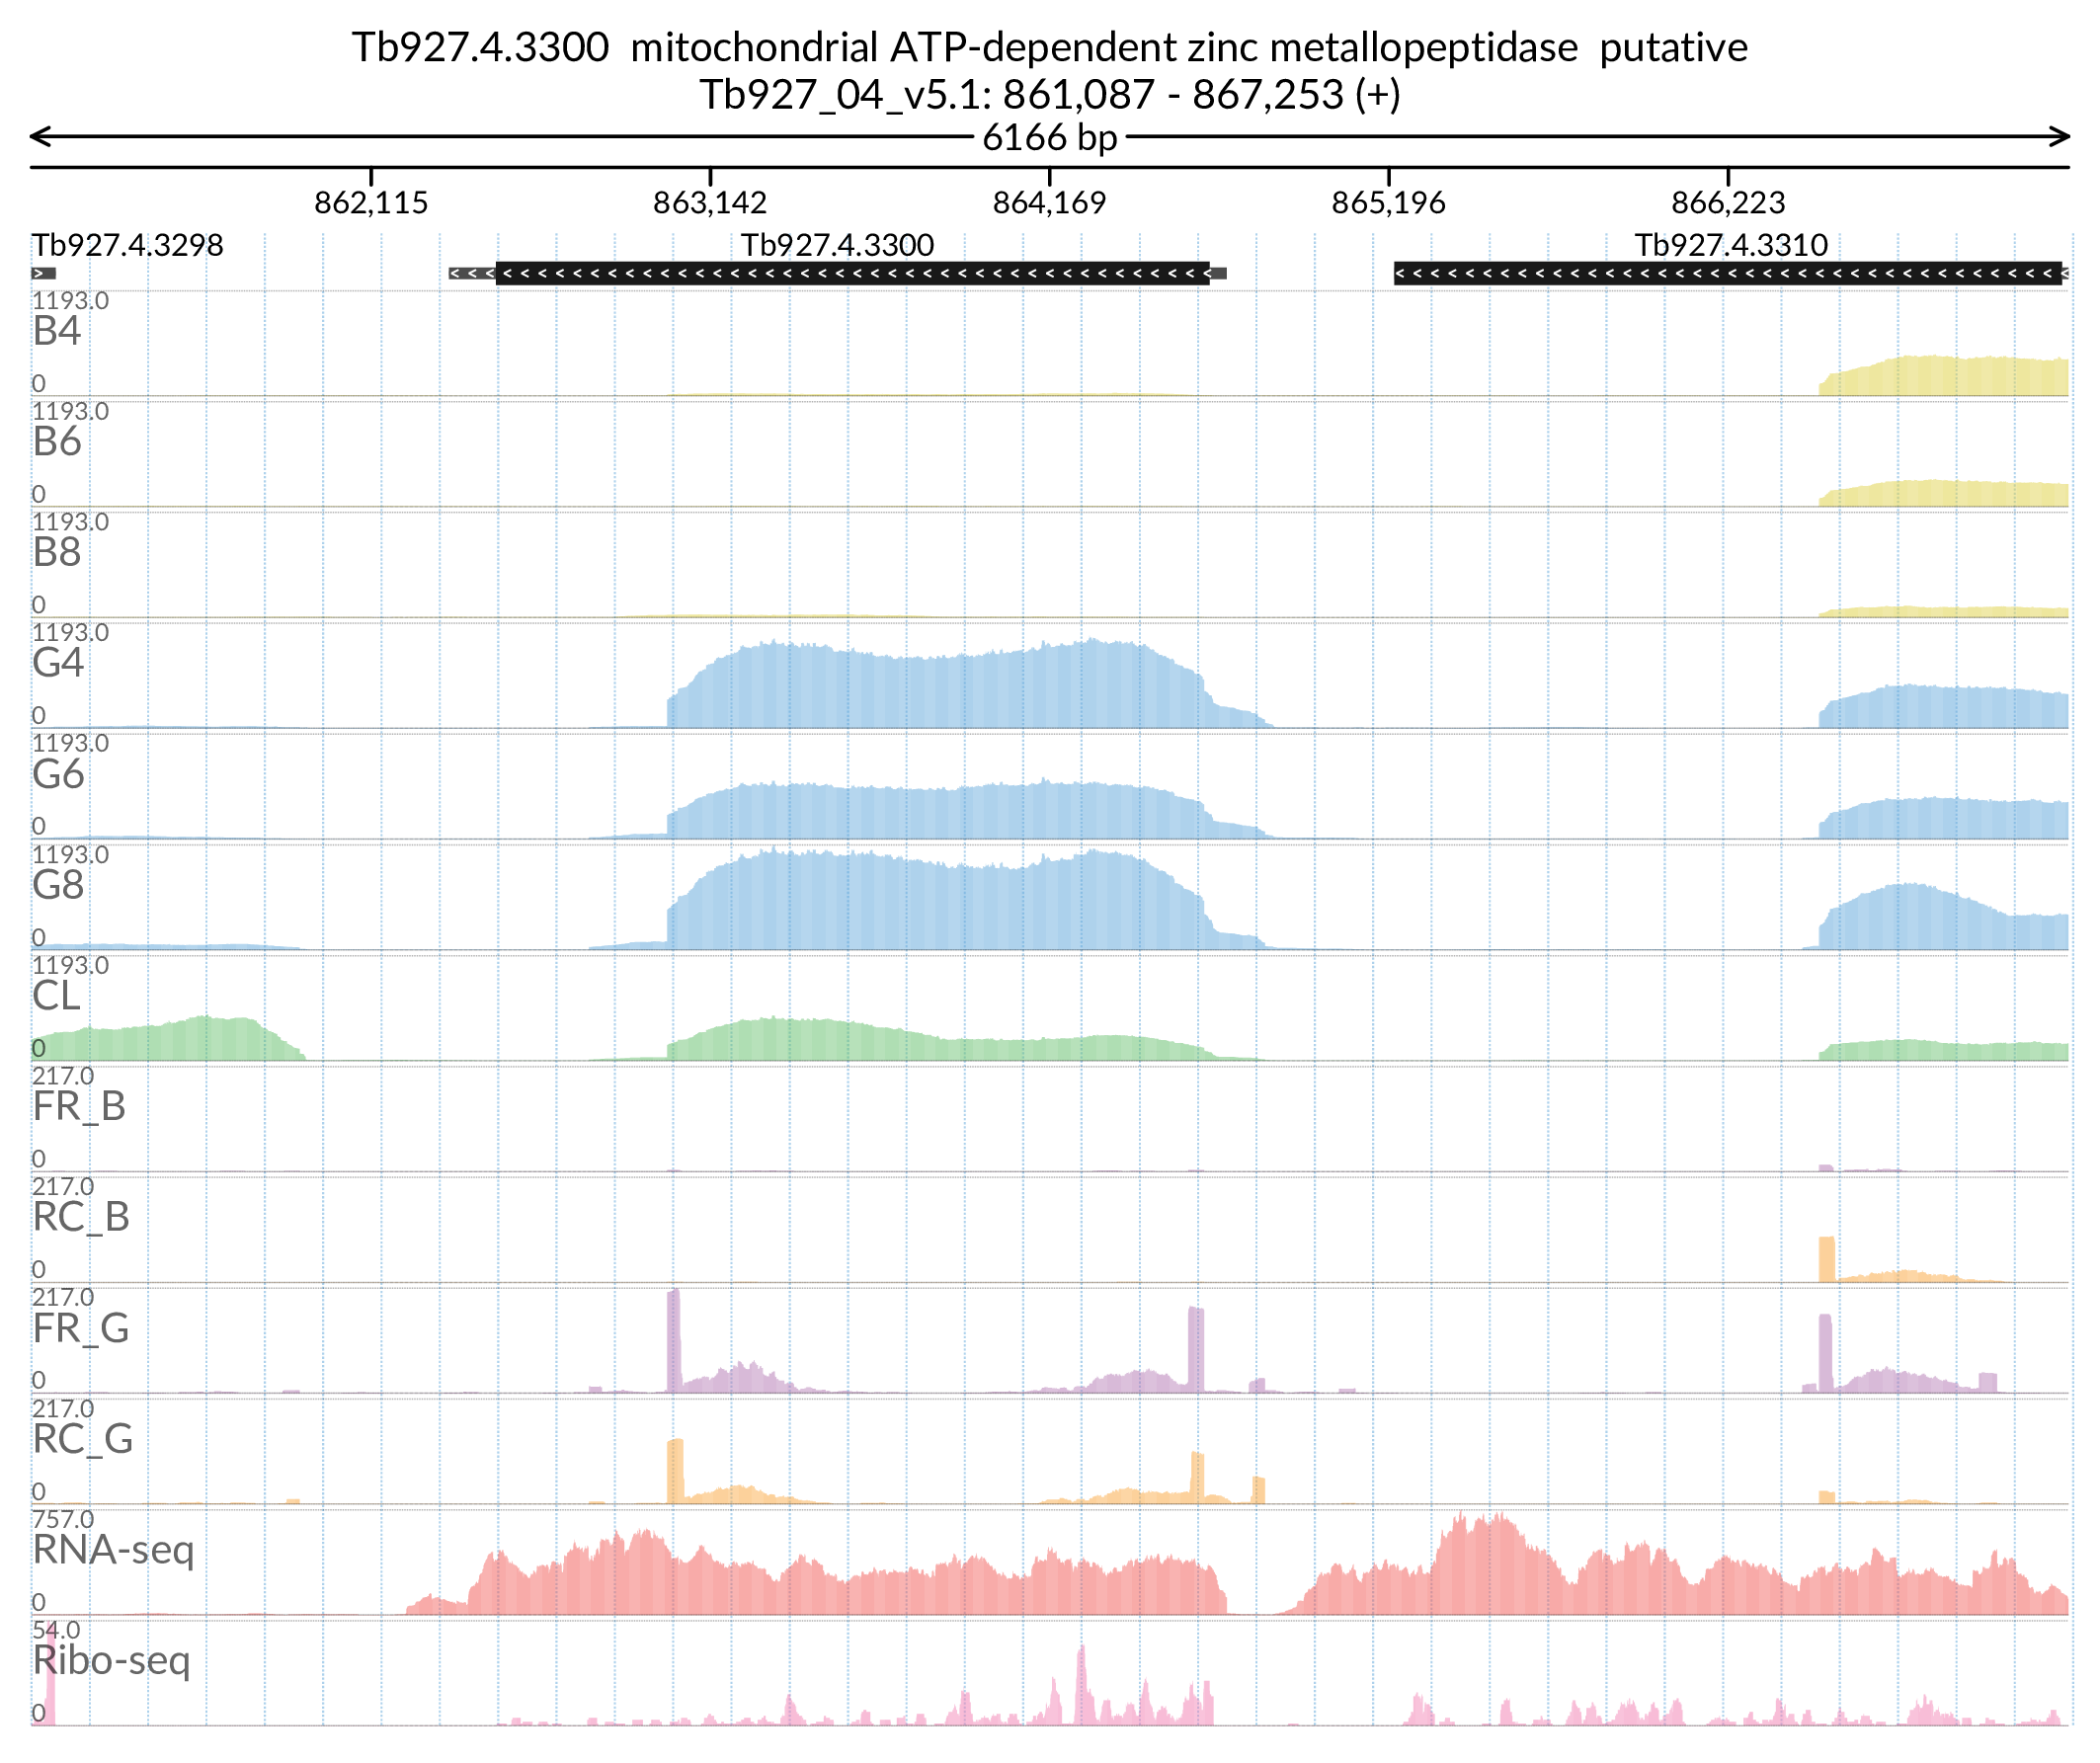 Tb927.4.3300  mitochondrial ATP-dependent zinc metallopeptidase  putative
Tb927_04_v5.1: 861,087 - 867,253 (+)
6166 bp
862,115 863,142 864,169 865,196 866,223
Tb927.4.3298 Tb927.4.3300 Tb927.4.3310
1193.0
B4
0
1193.0
B6
0
1193.0
B8
0
1193.0
G4
0
1193.0
G6
0
1193.0
G8
0
1193.0
CL
0
217.0
FR_B
0
217.0
RC_B
0
217.0
FR_G
0
217.0
RC_G
0
757.0
RNA-seq
0
54.0
Ribo-seq
0